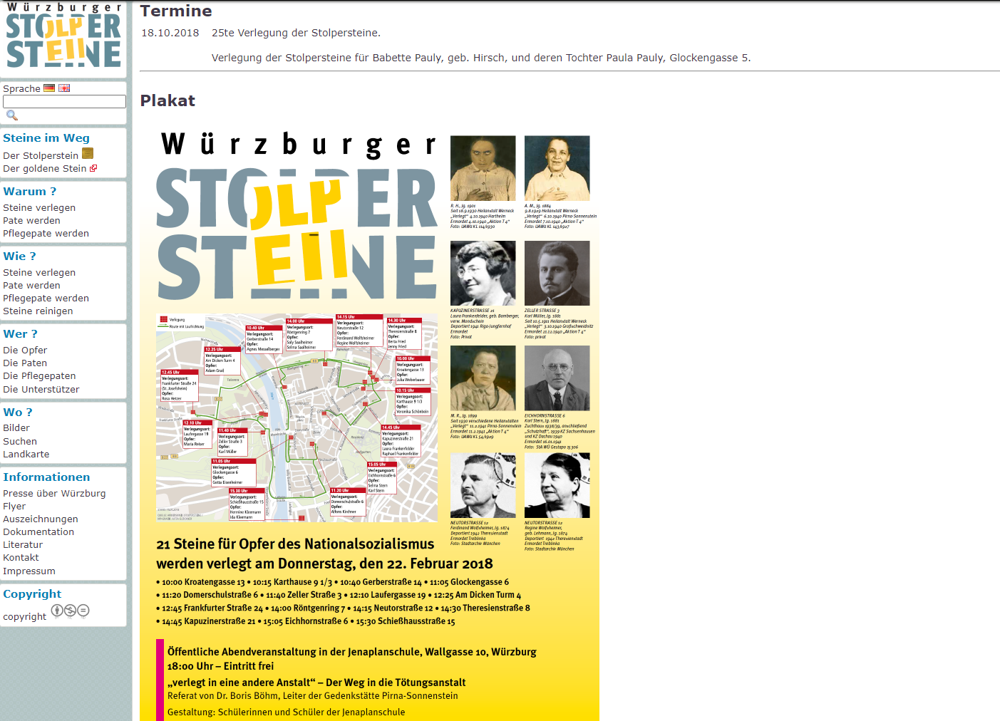 Würzburger
STOLPER
STEINE
Sprache
Steine im Weg
Der Stolperstein
Der goldene Stein
Warum ?
Steine verlegen
Pate werden
Pflegepate werden
Wie ?
Steine verlegen
Pate werden
Pflegepate werden
Steine reinigen
Wer ?
Die Opfer
Die Paten
Die Pflegepaten
Die Unterstützer
Wo ?
Bilder
Suchen
Landkarte
Informationen
Presse über Würzburg
Flyer
Auszeichnungen
Dokumentation
Literatur
Kontakt
Impressum
Copyright
copyright
Termine
18.10.2018 25te Verlegung der Stolpersteine.
Verlegung der Stolpersteine für Babette Pauly, geb. Hirsch, und deren Tochter Paula Pauly, Glockengasse 5.
Plakat
Würzburger
STOLPER
STEINE
R. H., Jg. 1901
Seit 18.9.1930 Heilanstalt Werneck
„Verlegt“ 4.10.1940 Hartheim
Ermordet 4.10.1940 „Aktion T 4“
Foto: UAWü KL 114/1930
A. M., Jg. 1884
9.8.1929 Heilanstalt Werneck
„Verlegt“ 6.10.1940 Pirna-Sonnenstein
Ermordet 7.10.1940 „Aktion T 4“
Foto: UAWü KL 143/1927
KAPUZINERSTRASSE 21
Laura Frankenfelder, geb. Bamberger,
verw. Mondschein
Deportiert 1941 Riga-Jungfernhof
Ermordet
Foto: Privat
ZELLER STRASSE 3
Karl Müller, Jg. 1881
Seit 10.5.1911 Heilanstalt Werneck
„Verlegt“ 3.10.1940 Großschweidnitz
Ermordet 21.12.1940 „Aktion T 4“
Foto: privat
M. R., Jg. 1899
Seit 1930 verschiedene Heilanstalten
„Verlegt“ 11.2.1941 Pirna-Sonnenstein
Ermordet 11.2.1941 „Aktion T 4“
Foto: UAWü KL 54/1929
EICHHORNSTRASSE 6
Karl Stern, Jg. 1881
Zuchthaus 1938/39, anschließend
„Schutzhaft“, 1939 KZ Sachsenhausen
und KZ Dachau 1940
Ermordet 16.01.1941
Foto: StA WÜ Gestapo 15306
NEUTORSTRASSE 12
Ferdinand Wolfsheimer, Jg. 1874
Deportiert 1942 Theresienstadt
Ermordet Treblinka
Foto: Stadtarchiv München
NEUTORSTRASSE 12
Regine Wolfsheimer,
geb. Lehmann, Jg. 1874
Deportiert 1942 Theresienstadt
Ermordet Treblinka
Foto: Stadtarchiv München
Verlegung
Route mit Laufrichtung
10.40 Uhr
Verlegungsort:
Gerberstraße 14
Opfer:
Agnes Messelberger
14.00 Uhr
Verlegungsort:
Röntgenring 7
Opfer:
Saly Saalheimer
Selma Saalheimer
14.15 Uhr
Verlegungsort:
Neutorstraße 12
Opfer:
Ferdinand Wolfsheimer
Regine Wolfsheimer
14.30 Uhr
Verlegungsort:
Theresienstraße 8
Opfer:
Berta Fried
Jenny Fried
12.25 Uhr
Verlegungsort:
Am Dicken Turm 4
Opfer:
Adam Grail
10.00 Uhr
Verlegungsort:
Kroatengasse 13
Opfer:
Julia Weberbauer
12.45 Uhr
Verlegungsort:
Frankfurter Straße 24
(St. Josefsheim)
Opfer:
Rosa Hetzer
10.15 Uhr
Verlegungsort:
Karthause 9 1/3
Opfer:
Veronika Schönbein
12.10 Uhr
Verlegungsort:
Laufergasse 19
Opfer:
Maria Reiser
11.40 Uhr
Verlegungsort:
Zeller Straße 3
Opfer:
Karl Müller
14.45 Uhr
Verlegungsort:
Kapuzinerstraße 21
Opfer:
Laura Frankenfelder
Raphael Frankenfelder
11.05 Uhr
Verlegungsort:
Glockengasse 6
Opfer:
Getta Eisenheimer
15.05 Uhr
Verlegungsort:
Eichhornstraße 6
Opfer:
Selma Stern
Karl Stern
15.30 Uhr
Verlegungsort:
Schießhausstraße 15
Opfer:
Hermine Kleemann
Ida Kleemann
11.20 Uhr
Verlegungsort:
Domerschulstraße 6
Opfer:
Alfons Kirchner
21 Steine für Opfer des Nationalsozialismus
werden verlegt am Donnerstag, den 22. Februar 2018
• 10:00 Kroatengasse 13 • 10:15 Karthause 9 1/3 • 10:40 Gerberstraße 14 • 11:05 Glockengasse 6
• 11:20 Domerschulstraße 6 • 11:40 Zeller Straße 3 • 12:10 Laufergasse 19 • 12:25 Am Dicken Turm 4
• 12:45 Frankfurter Straße 24 • 14:00 Röntgenring 7 • 14:15 Neutorstraße 12 • 14:30 Theresienstraße 8
• 14:45 Kapuzinerstraße 21 • 15:05 Eichhornstraße 6 • 15:30 Schießhausstraße 15
Öffentliche Abendveranstaltung in der Jenaplanschule, Wallgasse 10, Würzburg
18:00 Uhr – Eintritt frei
„verlegt in eine andere Anstalt“ – Der Weg in die Tötungsanstalt
Referat von Dr. Boris Böhm, Leiter der Gedenkstätte Pirna-Sonnenstein
Gestaltung: Schülerinnen und Schüler der Jenaplanschule